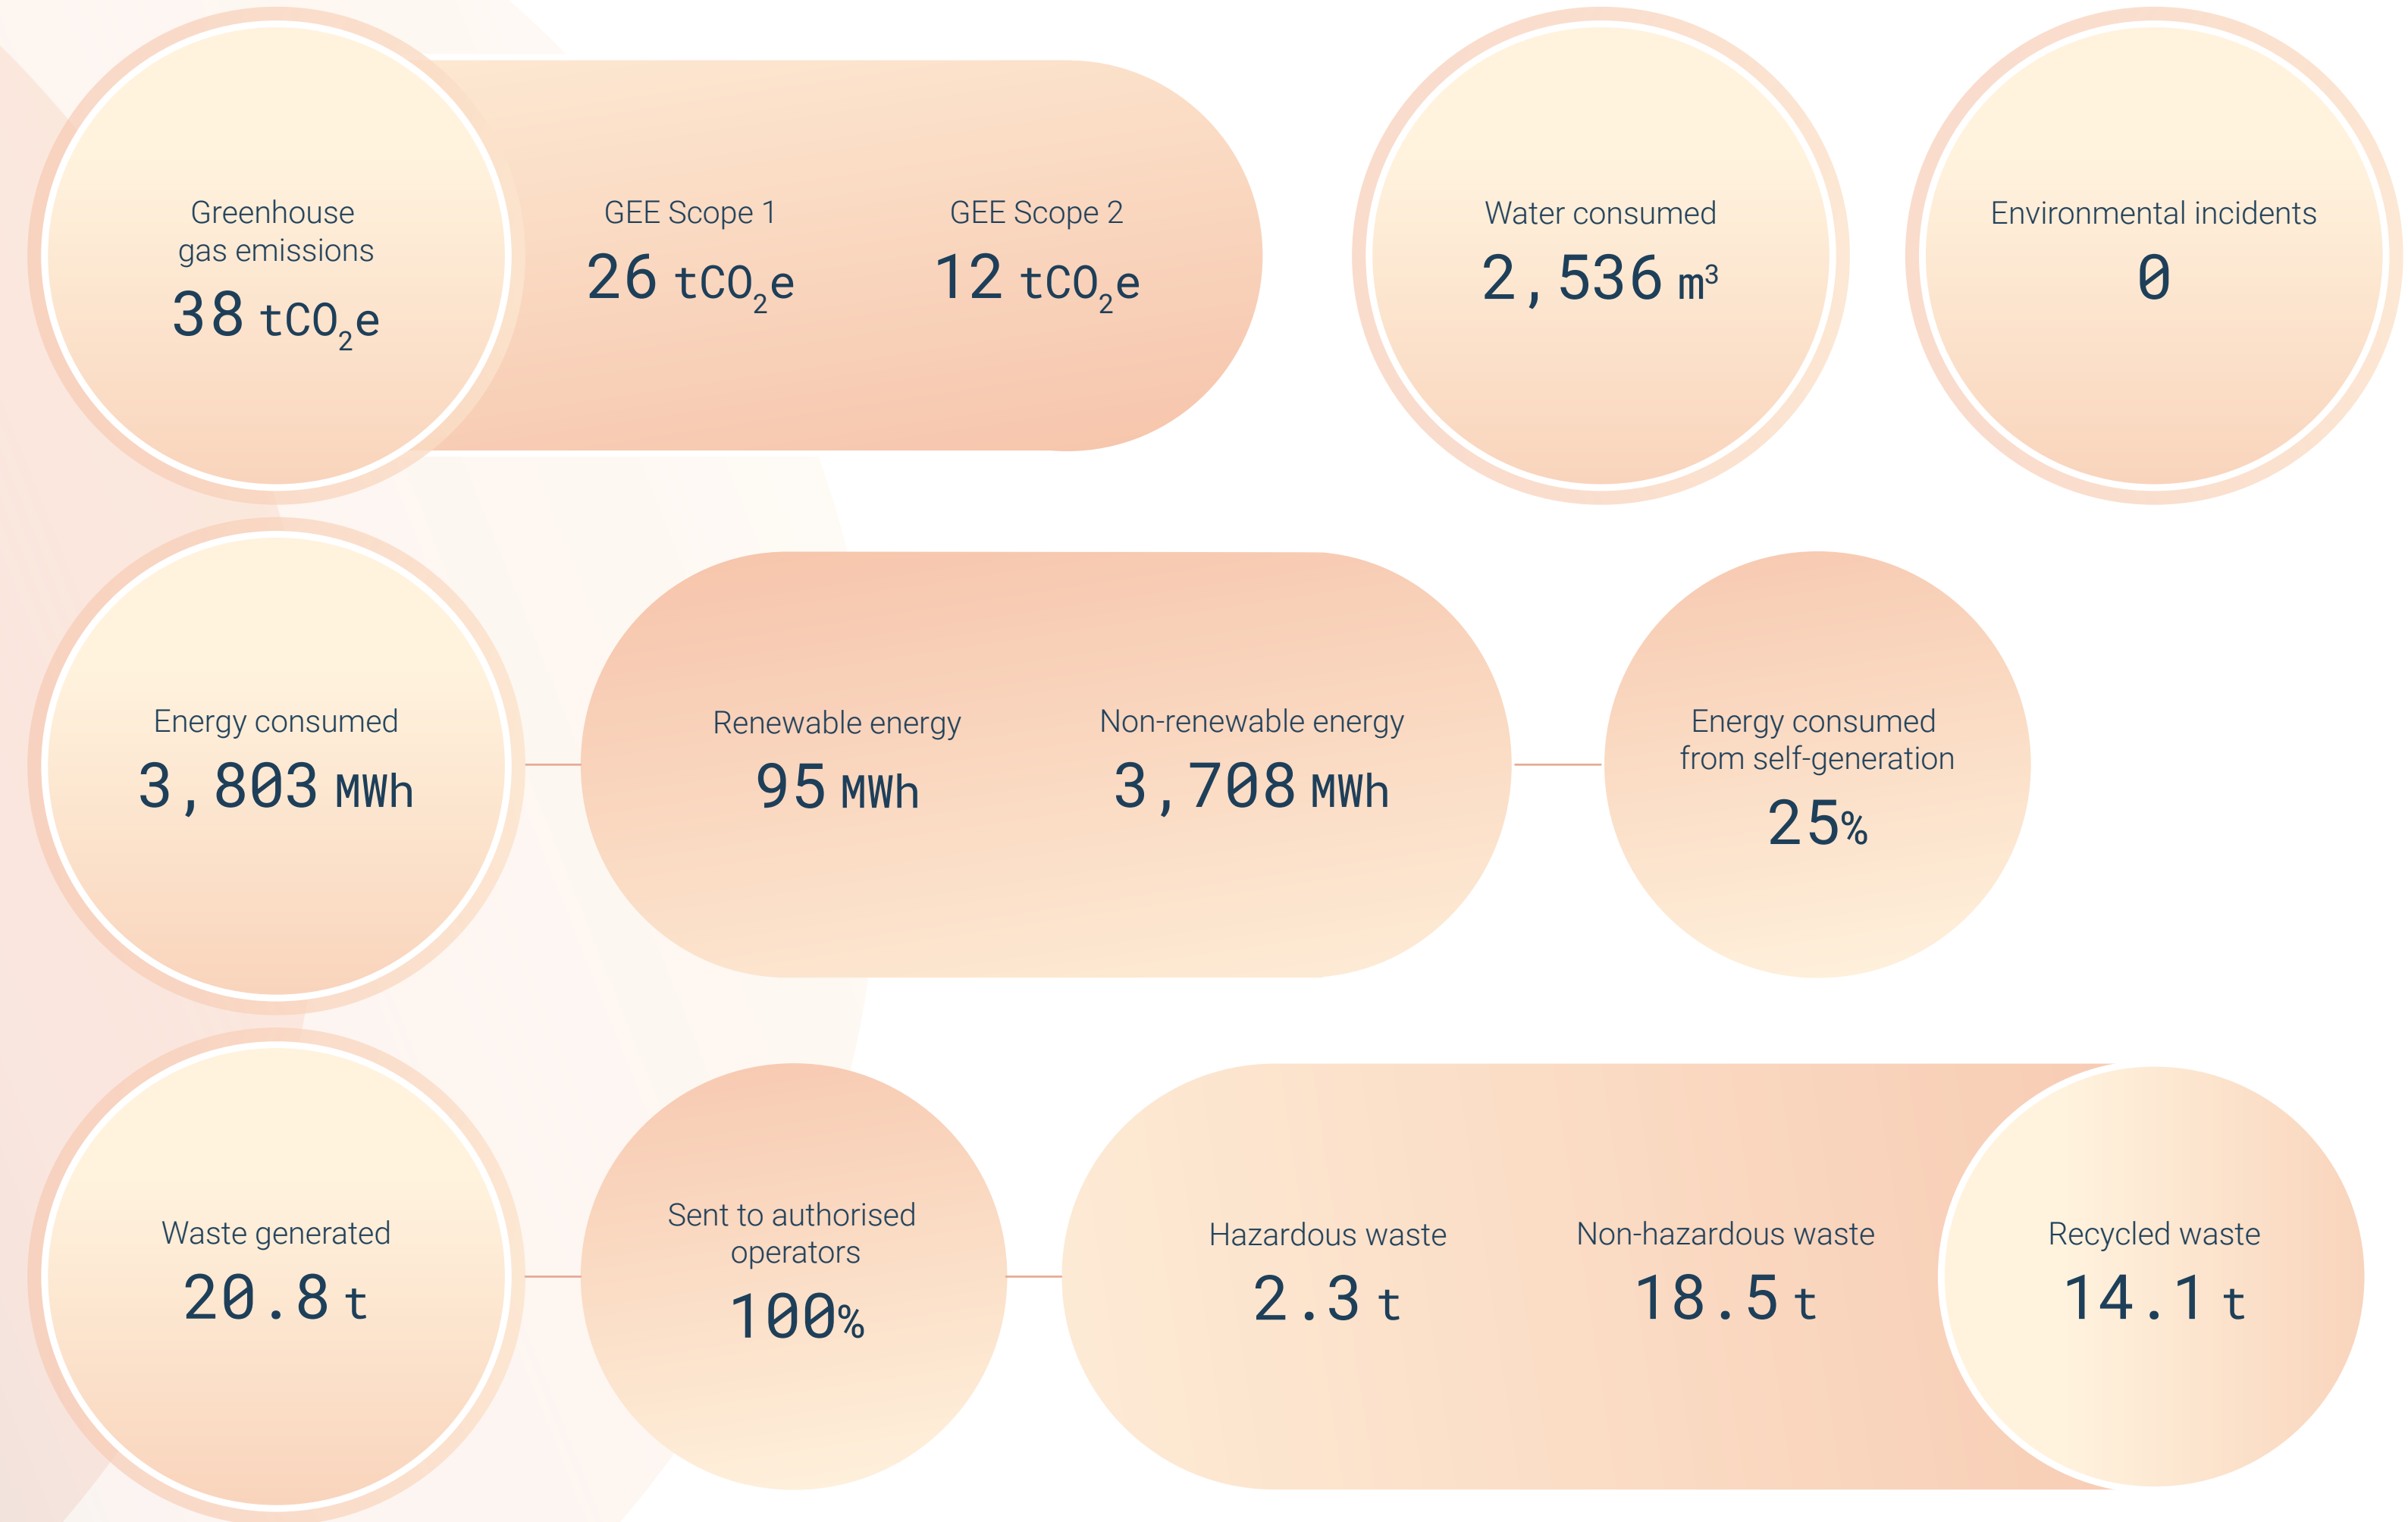 Greenhouse
gas emissions
38 tCO₂e
GEE Scope 1
26 tCO₂e
GEE Scope 2
12 tCO₂e
Water consumed
2,536 m³
Environmental incidents
0
Energy consumed
3,803 MWh
Renewable energy
95 MWh
Non-renewable energy
3,708 MWh
Energy consumed
from self-generation
25%
Waste generated
20.8 t
Sent to authorised
operators
100%
Hazardous waste
2.3 t
Non-hazardous waste
18.5 t
Recycled waste
14.1 t